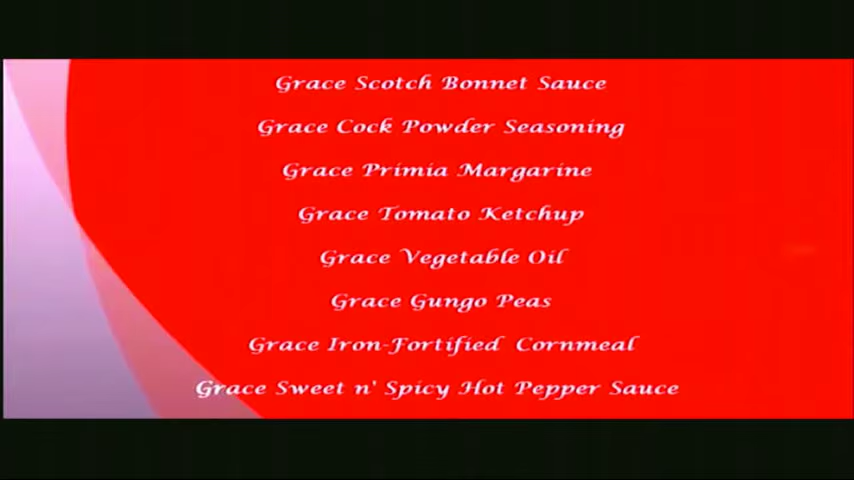 Grace Scotch Bonnet Sauce
Grace Cock Powder Seasoning
Grace Primia Margarine
Grace Tomato Ketchup
Grace Vegetable Oil
Grace Gungo Peas
Grace Iron-Fortified Cornmeal
Grace Sweet n' Spicy Hot Pepper Sauce